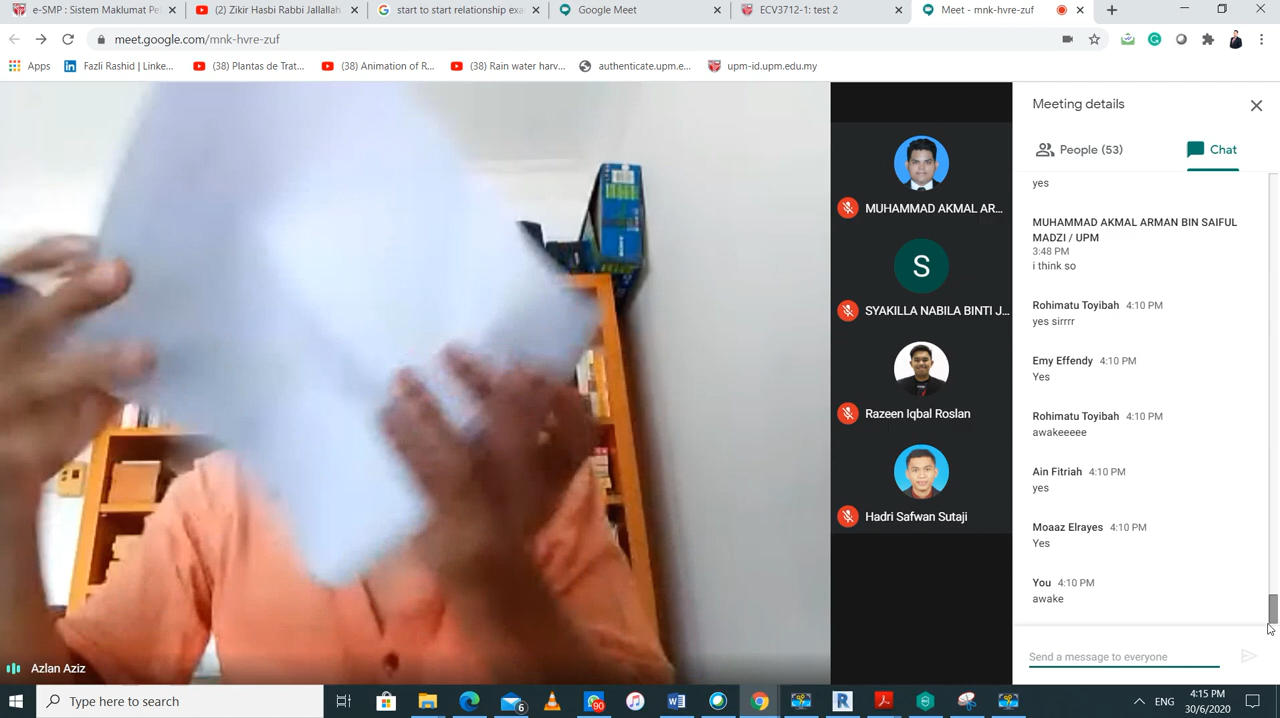 e-SMP : Sistem Maklumat Pel
(2) Zikir Hasbi Rabbi Jallallah
start to start relationship exa
Google Meet
ECV3712-1: test 2
Meet - mnk-hvre-zuf
meet.google.com/mnk-hvre-zuf
Apps
Fazli Rashid | Linke...
(38) Plantas de Trat...
(38) Animation of R...
(38) Rain water harv...
authenticate.upm.e...
upm-id.upm.edu.my
Azlan Aziz
MUHAMMAD AKMAL AR...
S
SYAKILLA NABILA BINTI J...
Razeen Iqbal Roslan
Hadri Safwan Sutaji
Meeting details
People (53)
Chat
yes
MUHAMMAD AKMAL ARMAN BIN SAIFUL
MADZI / UPM
3:48 PM
i think so
Rohimatu Toyibah 4:10 PM
yes sirrrr
Emy Effendy 4:10 PM
Yes
Rohimatu Toyibah 4:10 PM
awakeeeee
Ain Fitriah 4:10 PM
yes
Moaaz Elrayes 4:10 PM
Yes
You 4:10 PM
awake
Send a message to everyone
Type here to search
6
90
ENG
4:15 PM
30/6/2020